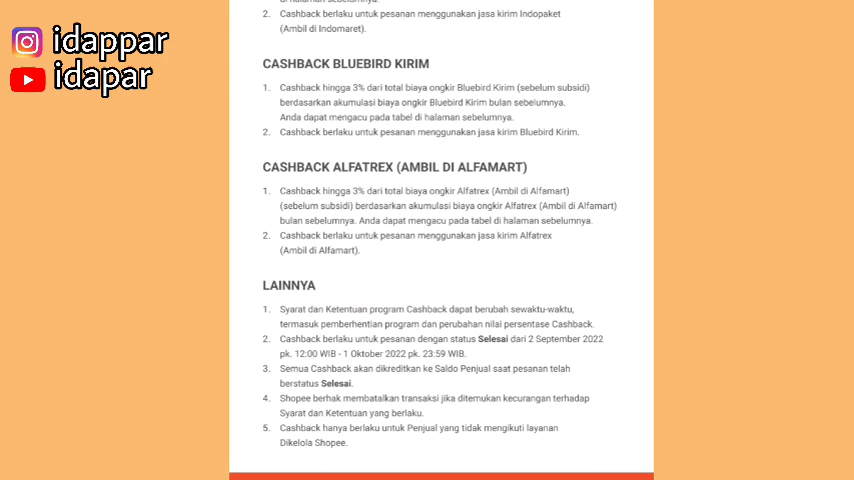 idappar
idapar
2. Cashback berlaku untuk pesanan menggunakan jasa kirim Indopaket
(Ambil di Indomaret).
CASHBACK BLUEBIRD KIRIM
1. Cashback hingga 3% dari total biaya ongkir Bluebird Kirim (sebelum subsidi)
berdasarkan akumulasi biaya ongkir Bluebird Kirim bulan sebelumnya.
Anda dapat mengacu pada tabel di halaman sebelumnya.
2. Cashback berlaku untuk pesanan menggunakan jasa kirim Bluebird Kirim.
CASHBACK ALFATREX (AMBIL DI ALFAMART)
1. Cashback hingga 3% dari total biaya ongkir Alfatrex (Ambil di Alfamart)
(sebelum subsidi) berdasarkan akumulasi biaya ongkir Alfatrex (Ambil di Alfamart)
bulan sebelumnya. Anda dapat mengacu pada tabel di halaman sebelumnya.
2. Cashback berlaku untuk pesanan menggunakan jasa kirim Alfatrex
(Ambil di Alfamart).
LAINNYA
1. Syarat dan Ketentuan program Cashback dapat berubah sewaktu-waktu,
termasuk pemberhentian program dan perubahan nilai persentase Cashback.
2. Cashback berlaku untuk pesanan dengan status Selesai dari 2 September 2022
pk. 12:00 WIB - 1 Oktober 2022 pk. 23:59 WIB.
3. Semua Cashback akan dikreditkan ke Saldo Penjual saat pesanan telah
berstatus Selesai.
4. Shopee berhak membatalkan transaksi jika ditemukan kecurangan terhadap
Syarat dan Ketentuan yang berlaku.
5. Cashback hanya berlaku untuk Penjual yang tidak mengikuti layanan
Dikelola Shopee.